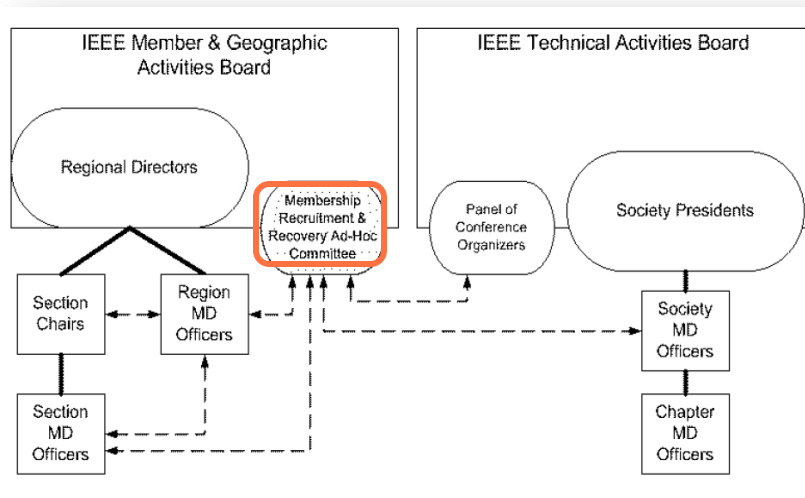 IEEE Member & Geographic
Activities Board
IEEE Technical Activities Board
Regional Directors
Membership
Recruitment &
Recovery Ad-Hoc
Committee
Panel of
Conference
Organizers
Society Presidents
Section
Chairs
Region
MD
Officers
Society
MD
Officers
Section
MD
Officers
Chapter
MD
Officers